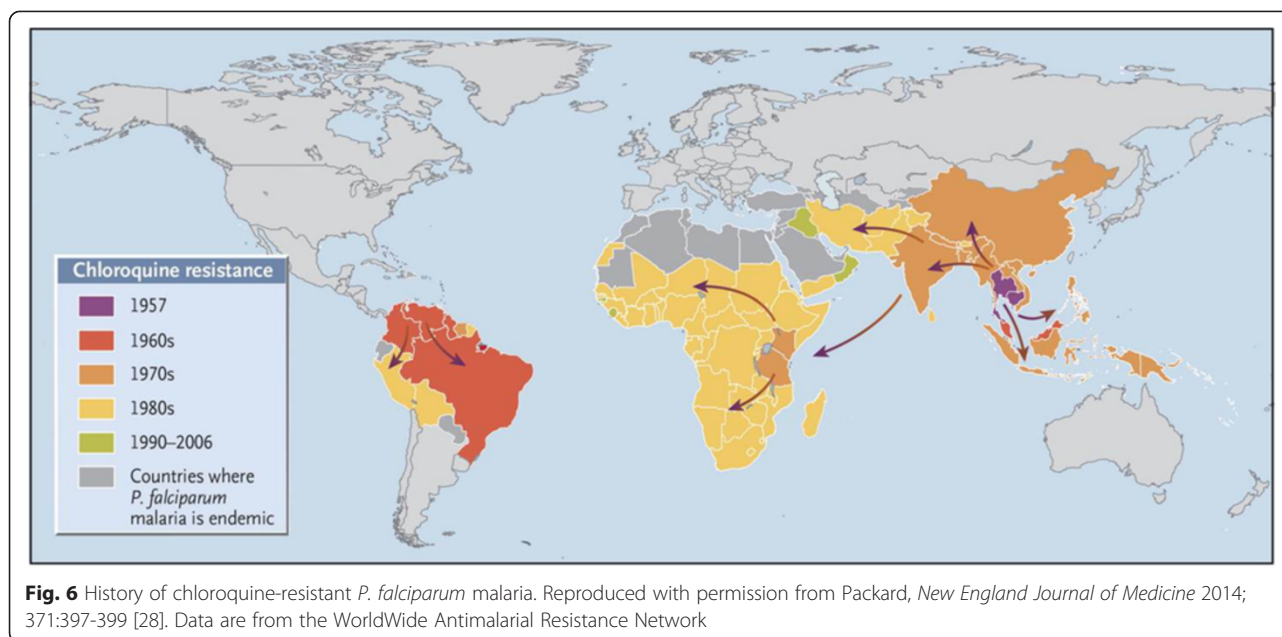 Chloroquine resistance
1957
1960s
1970s
1980s
1990–2006
Countries where
P. falciparum
malaria is endemic
Fig. 6 History of chloroquine-resistant P. falciparum malaria. Reproduced with permission from Packard, New England Journal of Medicine 2014;
371:397-399 [28]. Data are from the WorldWide Antimalarial Resistance Network